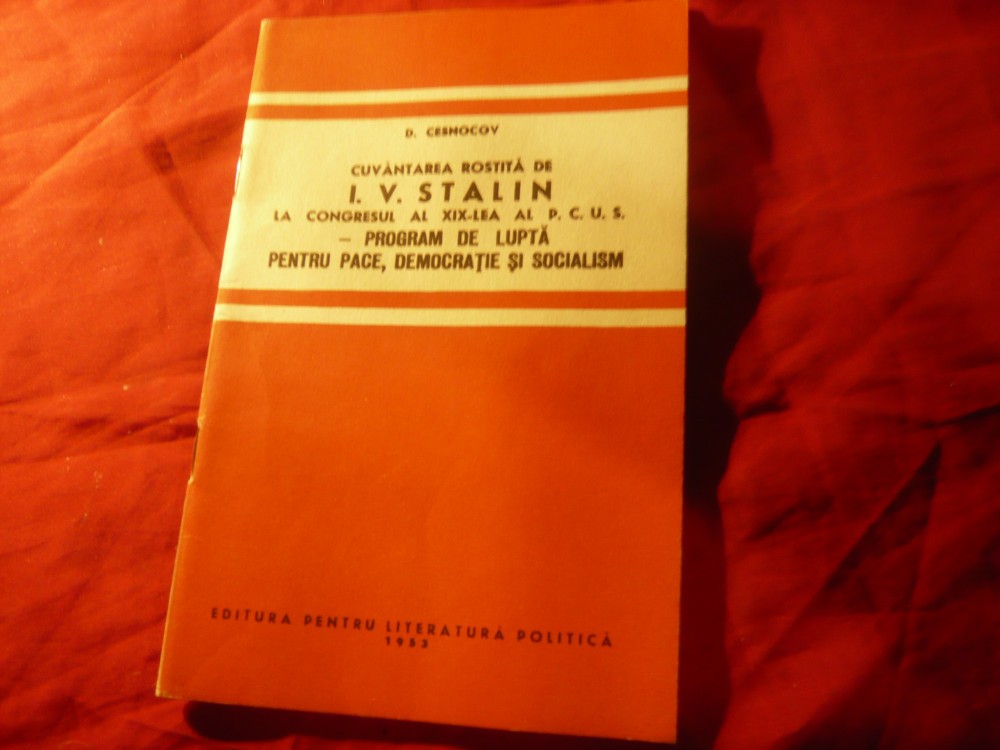 D. CESNOCOV
CUVÂNTAREA ROSTITĂ DE
I. V. STALIN
LA CONGRESUL AL XIX-LEA AL P. C. U. S.
— PROGRAM DE LUPTĂ
PENTRU PACE, DEMOCRAȚIE ȘI SOCIALISM
EDITURA PENTRU LITERATURĂ POLITICĂ
1953